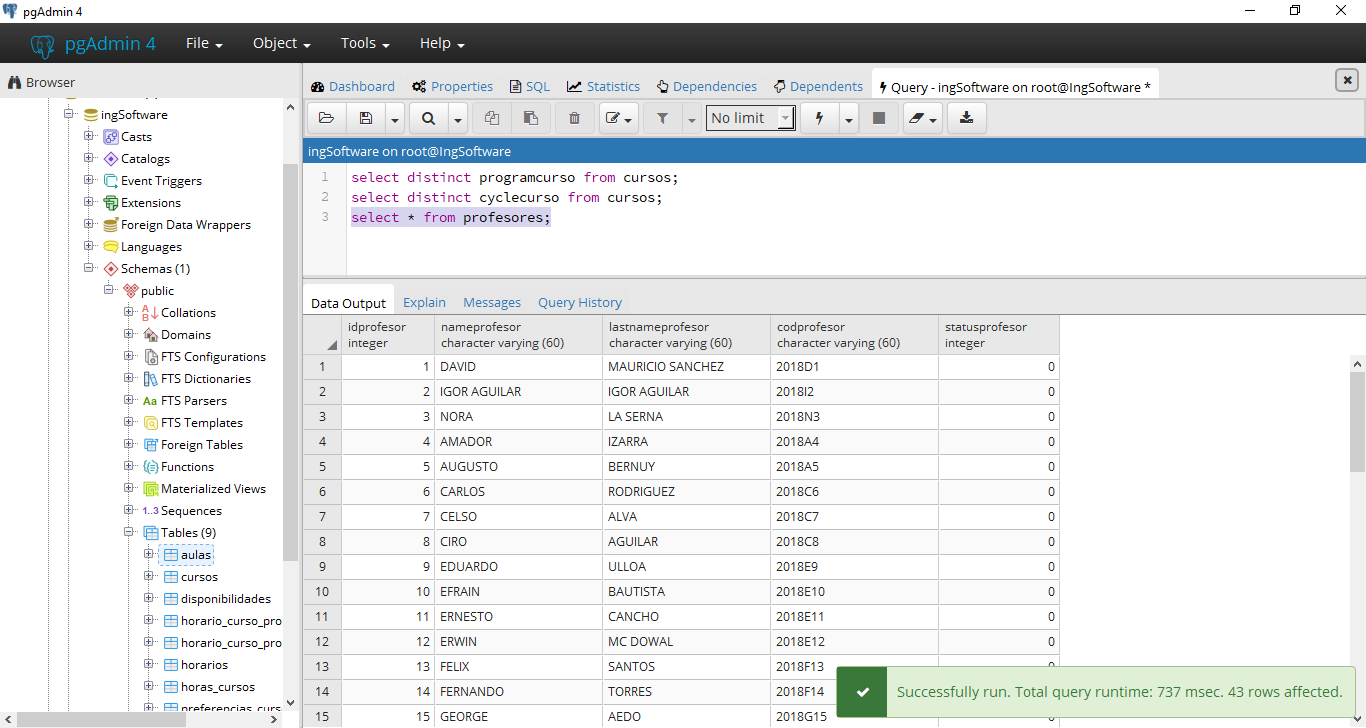 pgAdmin 4
pgAdmin 4 File Object Tools Help
Browser
ingSoftware
Casts
Catalogs
Event Triggers
Extensions
Foreign Data Wrappers
Languages
Schemas (1)
public
Collations
Domains
FTS Configurations
FTS Dictionaries
FTS Parsers
FTS Templates
Foreign Tables
Functions
Materialized Views
1..3 Sequences
Tables (9)
aulas
cursos
disponibilidades
horario_curso_pro
horario_curso_pro
horarios
horas_cursos
preferencias_curs
Dashboard Properties SQL Statistics Dependencies Dependents Query - ingSoftware on root@IngSoftware *
No limit
ingSoftware on root@IngSoftware
1 select distinct programcurso from cursos;
2 select distinct cyclecurso from cursos;
3 select * from profesores;
Data Output Explain Messages Query History
idprofesor nameprofesor lastnameprofesor codprofesor statusprofesor
integer character varying (60) character varying (60) character varying (60) integer
1 1 DAVID MAURICIO SANCHEZ 2018D1 0
2 2 IGOR AGUILAR IGOR AGUILAR 2018I2 0
3 3 NORA LA SERNA 2018N3 0
4 4 AMADOR IZARRA 2018A4 0
5 5 AUGUSTO BERNUY 2018A5 0
6 6 CARLOS RODRIGUEZ 2018C6 0
7 7 CELSO ALVA 2018C7 0
8 8 CIRO AGUILAR 2018C8 0
9 9 EDUARDO ULLOA 2018E9 0
10 10 EFRAIN BAUTISTA 2018E10 0
11 11 ERNESTO CANCHO 2018E11 0
12 12 ERWIN MC DOWAL 2018E12 0
13 13 FELIX SANTOS 2018F13 0
14 14 FERNANDO TORRES 2018F14
15 15 GEORGE AEDO 2018G15
Successfully run. Total query runtime: 737 msec. 43 rows affected.